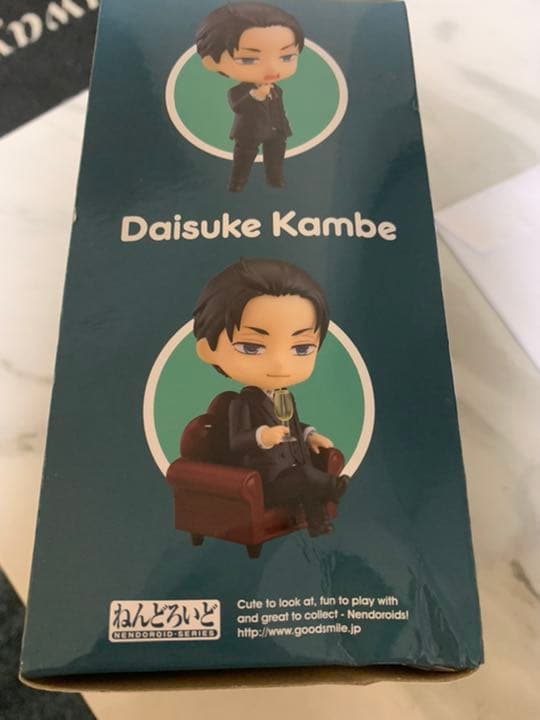 Daisuke Kambe
ねんどろいど
NENDOROID-SERIES
Cute to look at, fun to play with
and great to collect - Nendoroids!
http://www.goodsmile.jp